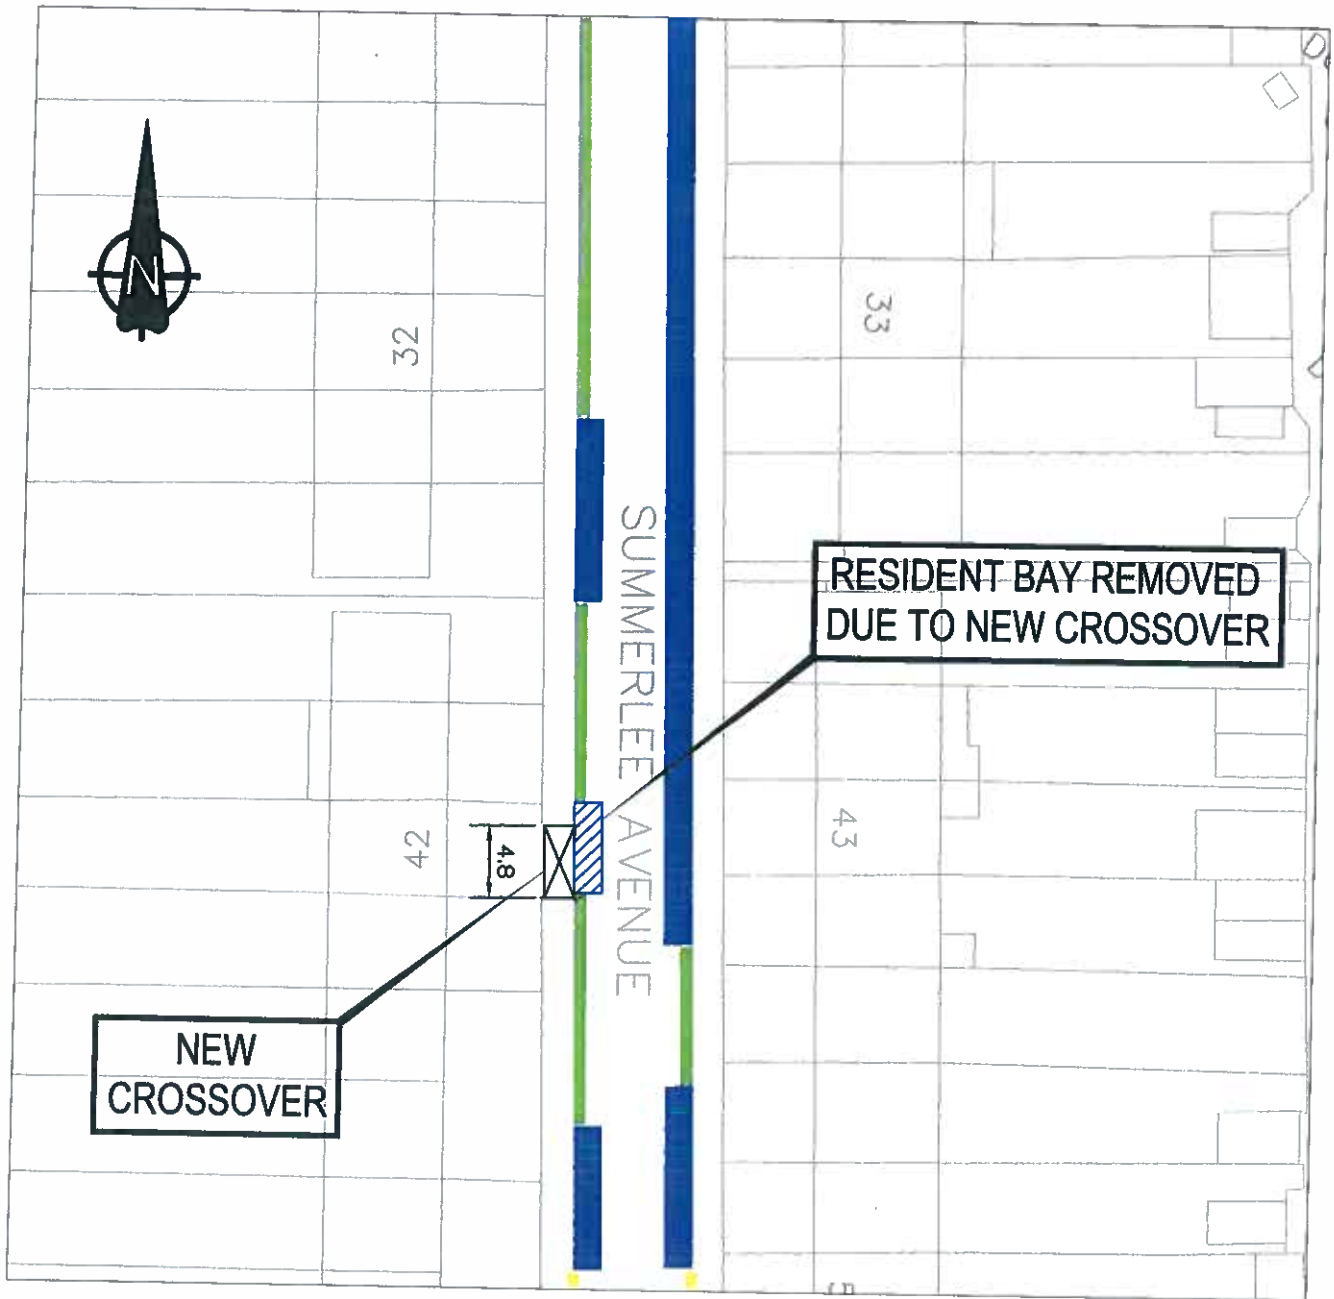 N
32
33
SUMMERLEE AVENUE
RESIDENT BAY REMOVED
DUE TO NEW CROSSOVER
42
4.8
43
NEW
CROSSOVER